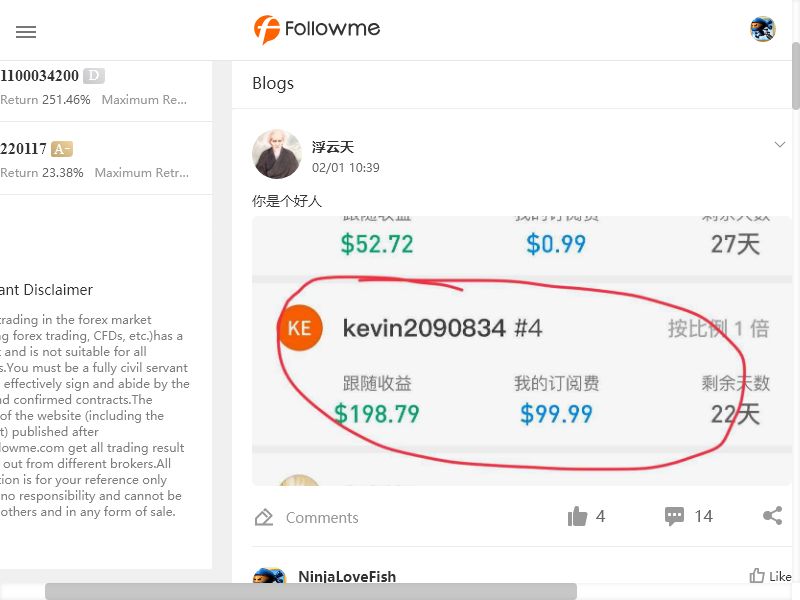 Followme
1100034200 D
Return 251.46% Maximum Re...
220117 A-
Return 23.38% Maximum Retr...
ant Disclaimer
trading in the forex market
g forex trading, CFDs, etc.)has a
and is not suitable for all
s.You must be a fully civil servant
effectively sign and abide by the
nd confirmed contracts.The
of the website (including the
t) published after
lowme.com get all trading result
out from different brokers.All
tion is for your reference only
no responsibility and cannot be
others and in any form of sale.
Blogs
浮云天
02/01 10:39
你是个好人
跟随收益 我的订阅费 剩余天数
$52.72 $0.99 27天
KE kevin2090834 #4 按比例 1 倍
跟随收益 我的订阅费 剩余天数
$198.79 $99.99 22天
Comments 4 14
NinjaLoveFish Like